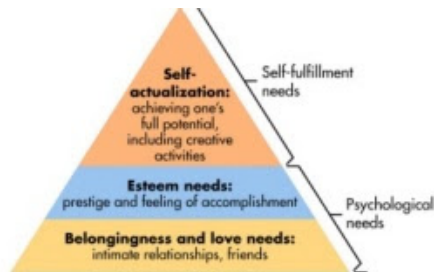 Self-
actualization:
achieving one's
full potential,
including creative
activities
Self-fulfillment
needs
Esteem needs:
prestige and feeling of accomplishment
Psychological
needs
Belongingness and love needs:
intimate relationships, friends